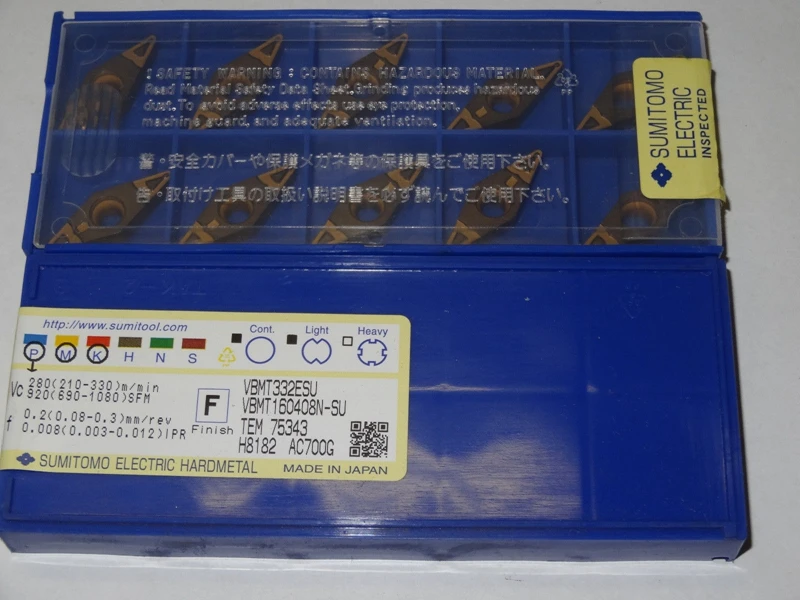 ! SAFETY WARNING : CONTAINS HAZARDOUS MATERIAL.
Read Material Safety Data Sheet.Grinding produces hazardous
dust.To avoid adverse effects use eye protection,
machine guard, and adequate ventilation.
PP
警・安全カバーや保護メガネ等の保護具をご使用下さい。
告・取付け工具の取扱い説明書を必ず読んでご使用下さい。
SUMITOMO
ELECTRIC
INSPECTED
http://www.sumitool.com
P M K H N S
Cont. Light Heavy
Vc 280(210-330)m/min
920(690-1080)SFM
f 0.2(0.08-0.3)mm/rev
0.008(0.003-0.012)IPR
F
Finish
VBMT332ESU
VBMT160408N-SU
TEM 75343
H8182 AC700G
SUMITOMO ELECTRIC HARDMETAL
MADE IN JAPAN